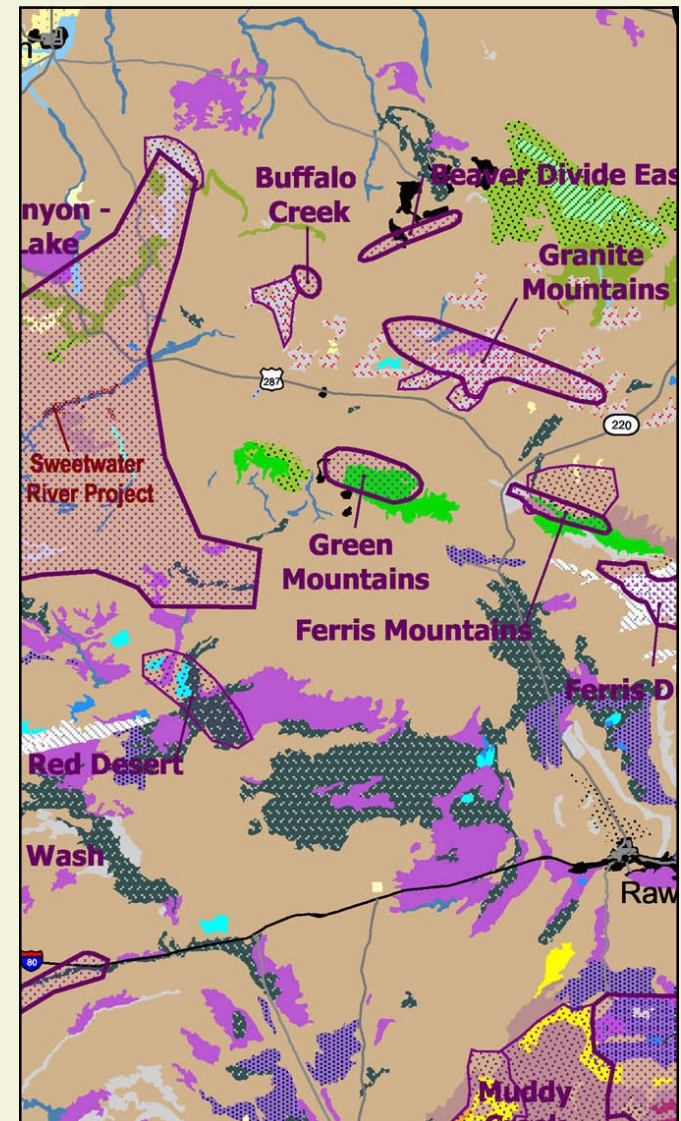 Buffalo
Creek
Beaver Divide Eas
nyon -
Lake
Granite
Mountains
287
220
Sweetwater
River Project
Green
Mountains
Ferris Mountains
Ferris D
Red Desert
Wash
Raw
80
Muddy